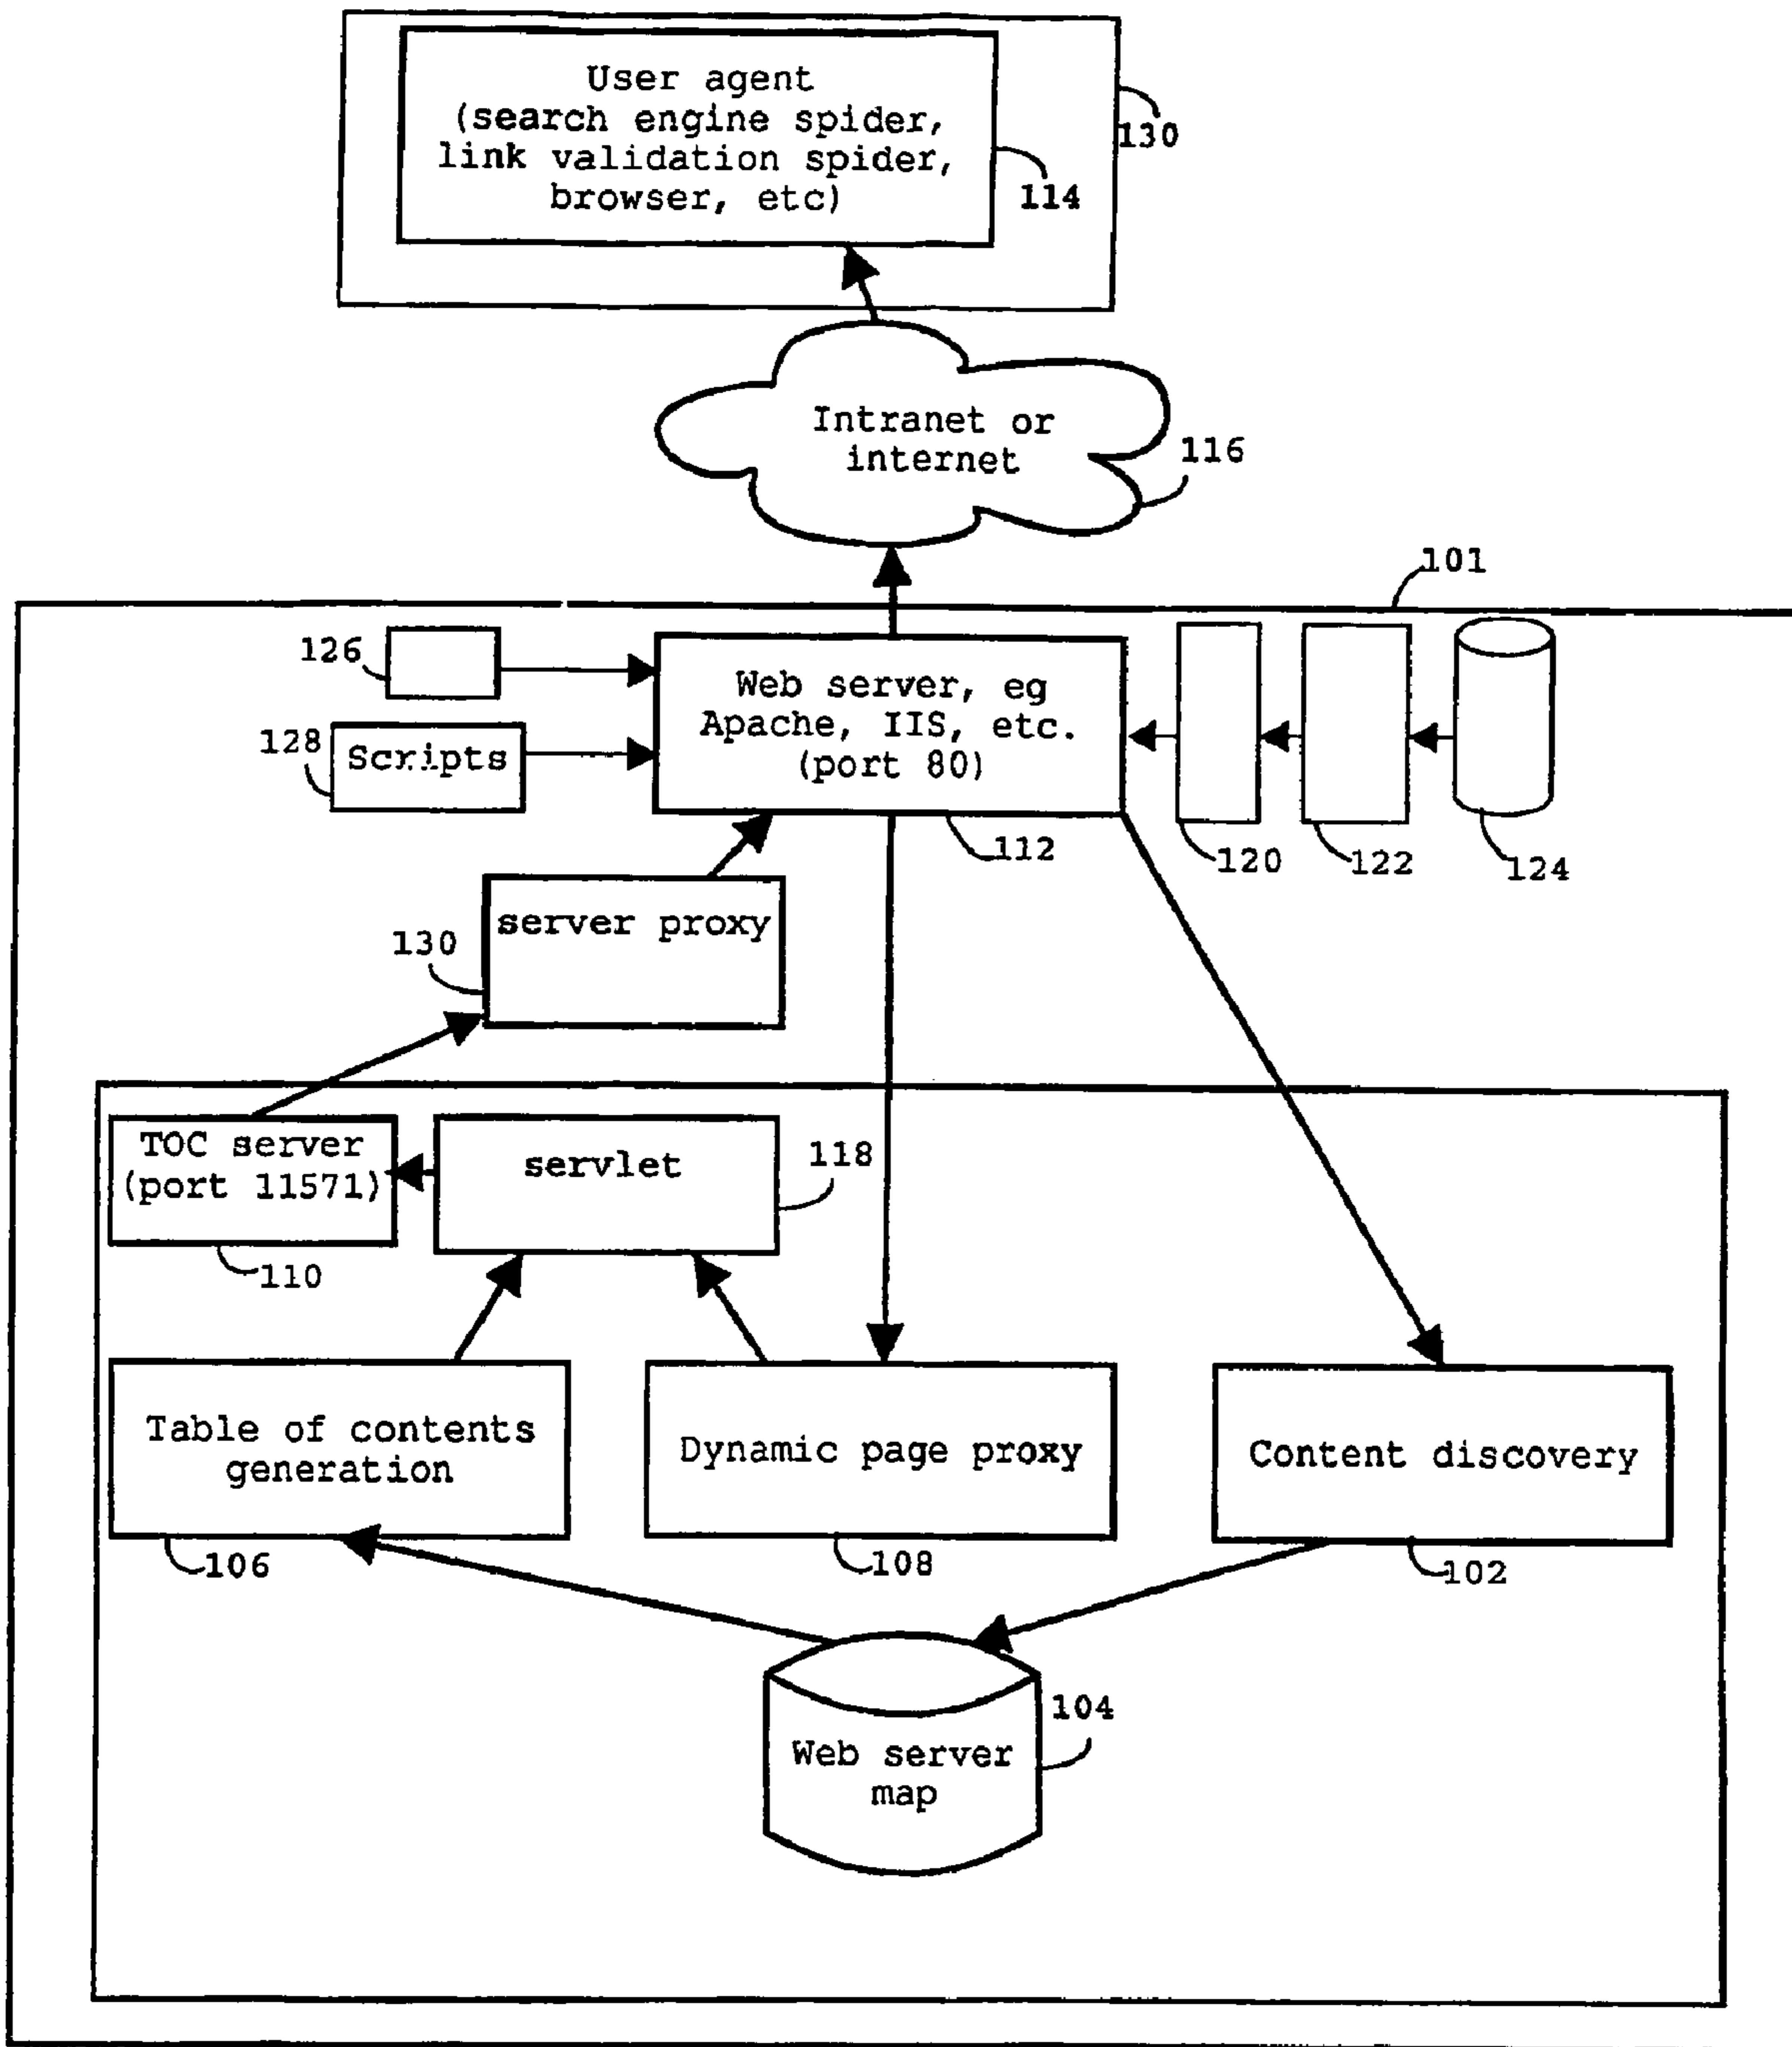 User agent
(search engine spider,
link validation spider,
browser, etc)
130
114
Intranet or
internet
116
101
126
Web server, eg
Apache, IIS, etc.
(port 80)
128
Scripts
112
120
122
124
server proxy
130
TOC server
(port 11571)
servlet
118
110
Table of contents
generation
Dynamic page proxy
Content discovery
106
108
102
104
Web server
map